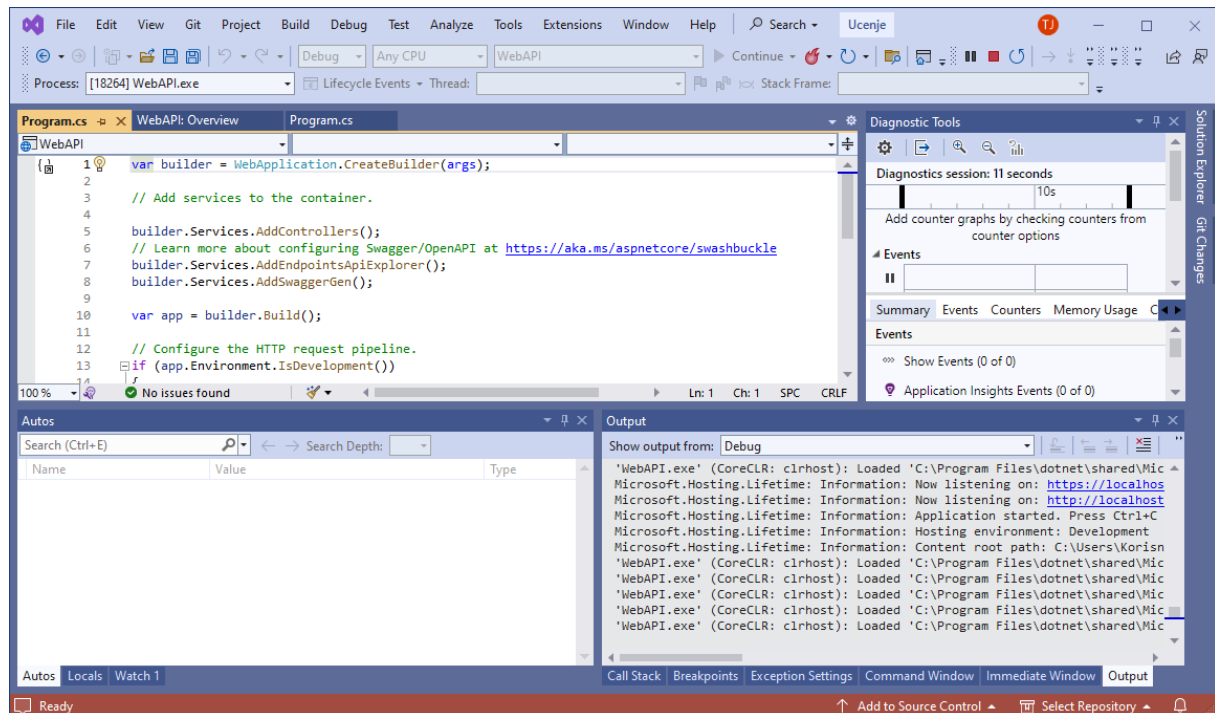 File Edit View Git Project Build Debug Test Analyze Tools Extensions Window Help Search Ucenje TJ
Debug Any CPU WebAPI Continue
Process: [18264] WebAPI.exe Lifecycle Events Thread: Stack Frame:
Program.cs WebAPI: Overview Program.cs
WebAPI
1 var builder = WebApplication.CreateBuilder(args);
2
3 // Add services to the container.
4
5 builder.Services.AddControllers();
6 // Learn more about configuring Swagger/OpenAPI at https://aka.ms/aspnetcore/swashbuckle
7 builder.Services.AddEndpointsApiExplorer();
8 builder.Services.AddSwaggerGen();
9
10 var app = builder.Build();
11
12 // Configure the HTTP request pipeline.
13 if (app.Environment.IsDevelopment())
14 {
100 % No issues found Ln: 1 Ch: 1 SPC CRLF
Diagnostic Tools
Diagnostics session: 11 seconds
10s
Add counter graphs by checking counters from
counter options
Events
Summary Events Counters Memory Usage C
Events
Show Events (0 of 0)
Application Insights Events (0 of 0)
Solution Explorer
Git Changes
Autos
Search (Ctrl+E) Search Depth:
Name Value Type
Autos Locals Watch 1
Output
Show output from: Debug
'WebAPI.exe' (CoreCLR: clrhost): Loaded 'C:\Program Files\dotnet\shared\Mic
Microsoft.Hosting.Lifetime: Information: Now listening on: https://localhos
Microsoft.Hosting.Lifetime: Information: Now listening on: http://localhost
Microsoft.Hosting.Lifetime: Information: Application started. Press Ctrl+C
Microsoft.Hosting.Lifetime: Information: Hosting environment: Development
Microsoft.Hosting.Lifetime: Information: Content root path: C:\Users\Korisn
'WebAPI.exe' (CoreCLR: clrhost): Loaded 'C:\Program Files\dotnet\shared\Mic
'WebAPI.exe' (CoreCLR: clrhost): Loaded 'C:\Program Files\dotnet\shared\Mic
'WebAPI.exe' (CoreCLR: clrhost): Loaded 'C:\Program Files\dotnet\shared\Mic
'WebAPI.exe' (CoreCLR: clrhost): Loaded 'C:\Program Files\dotnet\shared\Mic
'WebAPI.exe' (CoreCLR: clrhost): Loaded 'C:\Program Files\dotnet\shared\Mic
Call Stack Breakpoints Exception Settings Command Window Immediate Window Output
Ready Add to Source Control Select Repository